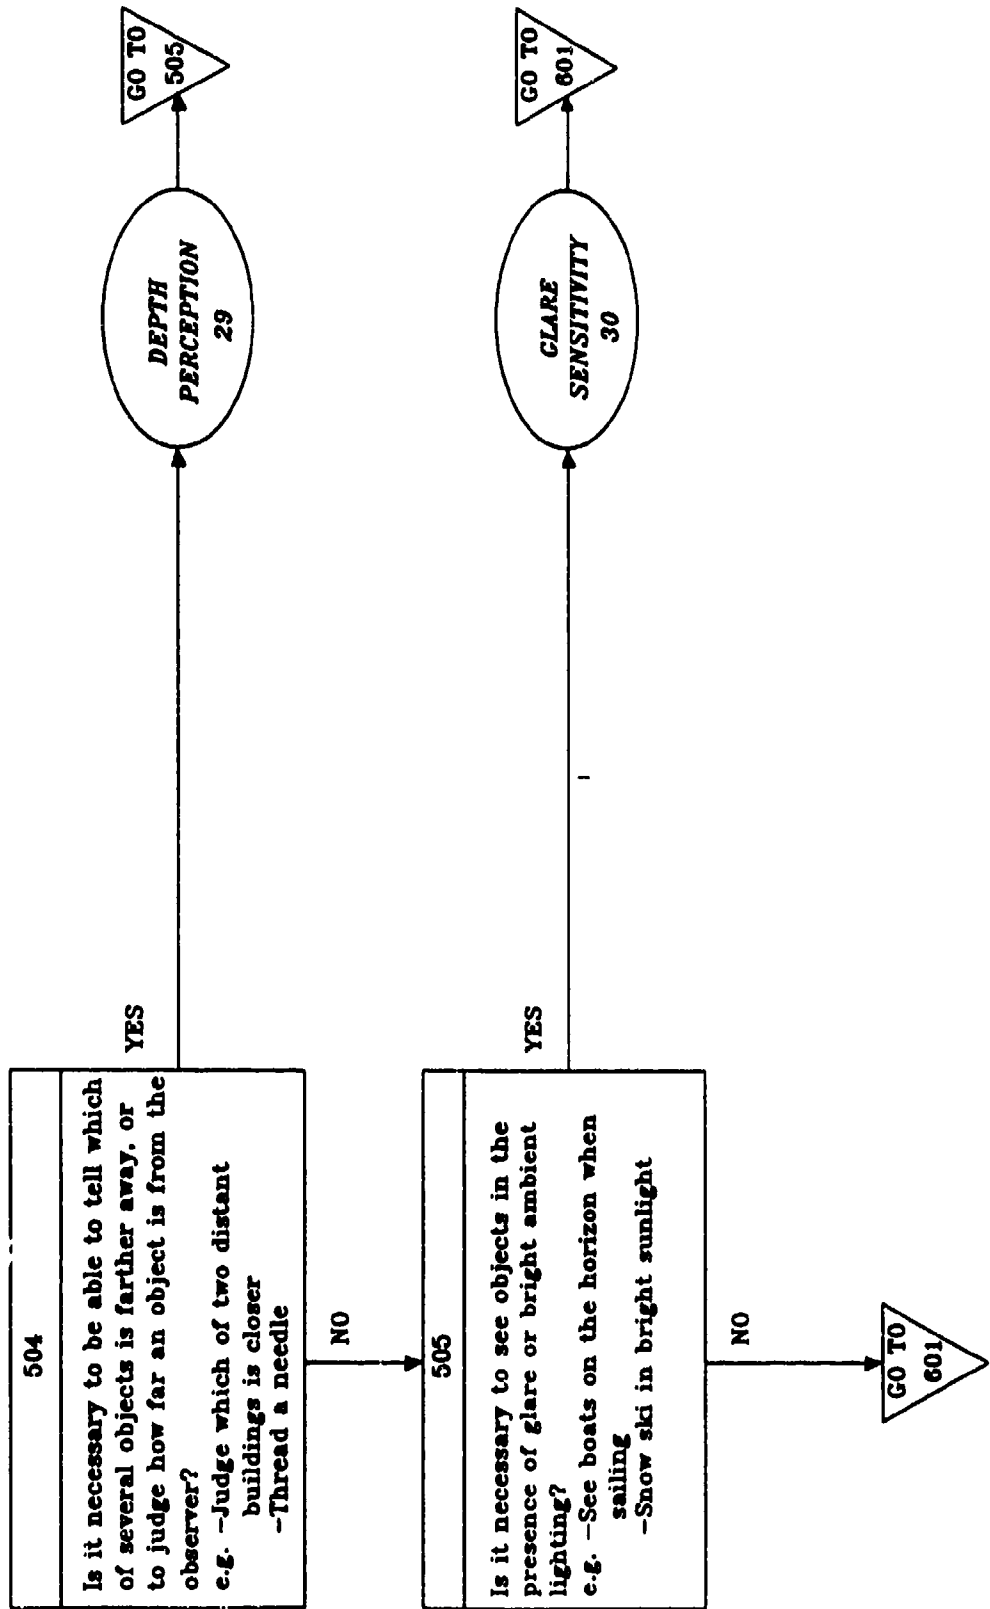 504
Is it necessary to be able to tell which
of several objects is farther away, or
to judge how far an object is from the
observer?
e.g. -Judge which of two distant
buildings is closer
-Thread a needle
YES
DEPTH
PERCEPTION
29
GO TO
505
NO
505
Is it necessary to see objects in the
presence of glare or bright ambient
lighting?
e.g. -See boats on the horizon when
sailing
-Snow ski in bright sunlight
YES
GLARE
SENSITIVITY
30
GO TO
601
NO
GO TO
601